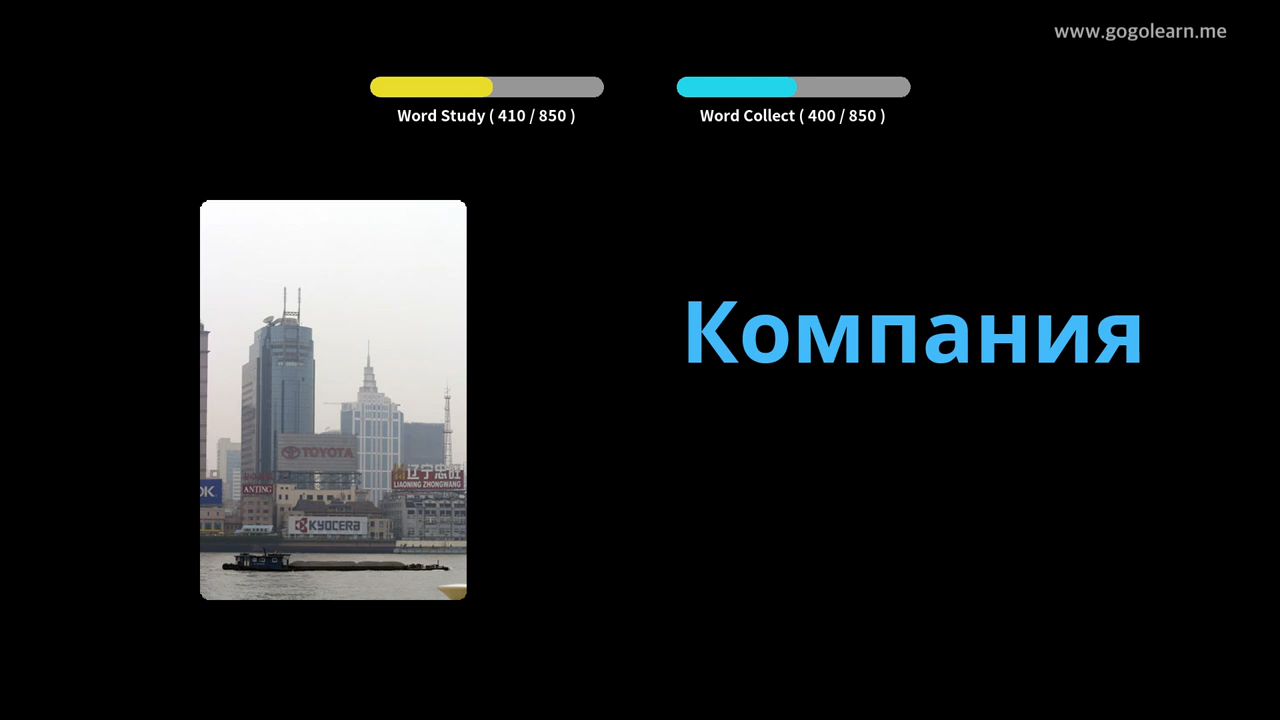 www.gogolearn.me
Word Study ( 410 / 850 )
Word Collect ( 400 / 850 )
Компания
TOYOTA
辽宁忠旺
LIAONING ZHONGWANG
OK
ANTING
KYOCERA